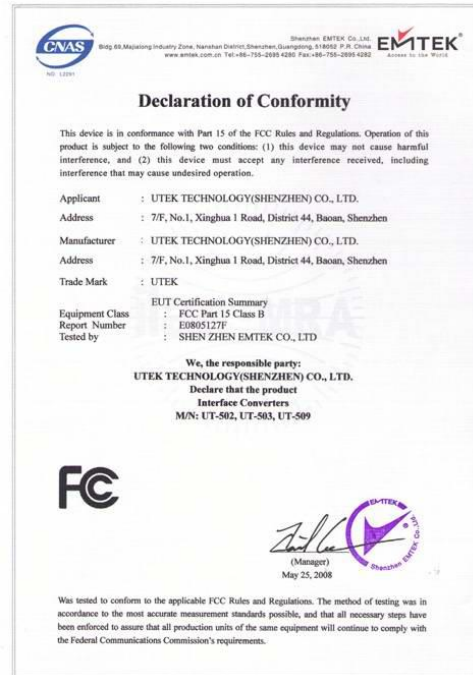 CNAS
NO. L2291
Shenzhen EMTEK Co.,Ltd.
Bldg 69,Majialong Industry Zone, Nanshan District,Shenzhen,Guangdong, 518052 P.R. China
www.emtek.com.cn Tel:+86-755-2695 4280 Fax:+86-755-2695 4282
EMTEK®
Access to the World
Declaration of Conformity
This device is in conformance with Part 15 of the FCC Rules and Regulations. Operation of this
product is subject to the following two conditions: (1) this device may not cause harmful
interference, and (2) this device must accept any interference received, including
interference that may cause undesired operation.
Applicant : UTEK TECHNOLOGY(SHENZHEN) CO., LTD.
Address : 7/F, No.1, Xinghua 1 Road, District 44, Baoan, Shenzhen
Manufacturer : UTEK TECHNOLOGY(SHENZHEN) CO., LTD.
Address : 7/F, No.1, Xinghua 1 Road, District 44, Baoan, Shenzhen
Trade Mark : UTEK
EUT Certification Summary
Equipment Class : FCC Part 15 Class B
Report Number : E0805127F
Tested by : SHEN ZHEN EMTEK CO., LTD
We, the responsible party:
UTEK TECHNOLOGY(SHENZHEN) CO., LTD.
Declare that the product
Interface Converters
M/N: UT-502, UT-503, UT-509
FC
EMTEK
Shenzhen EMTEK Co.,Ltd.
(Manager)
May 25, 2008
Was tested to conform to the applicable FCC Rules and Regulations. The method of testing was in
accordance to the most accurate measurement standards possible, and that all necessary steps have
been enforced to assure that all production units of the same equipment will continue to comply with
the Federal Communications Commission's requirements.